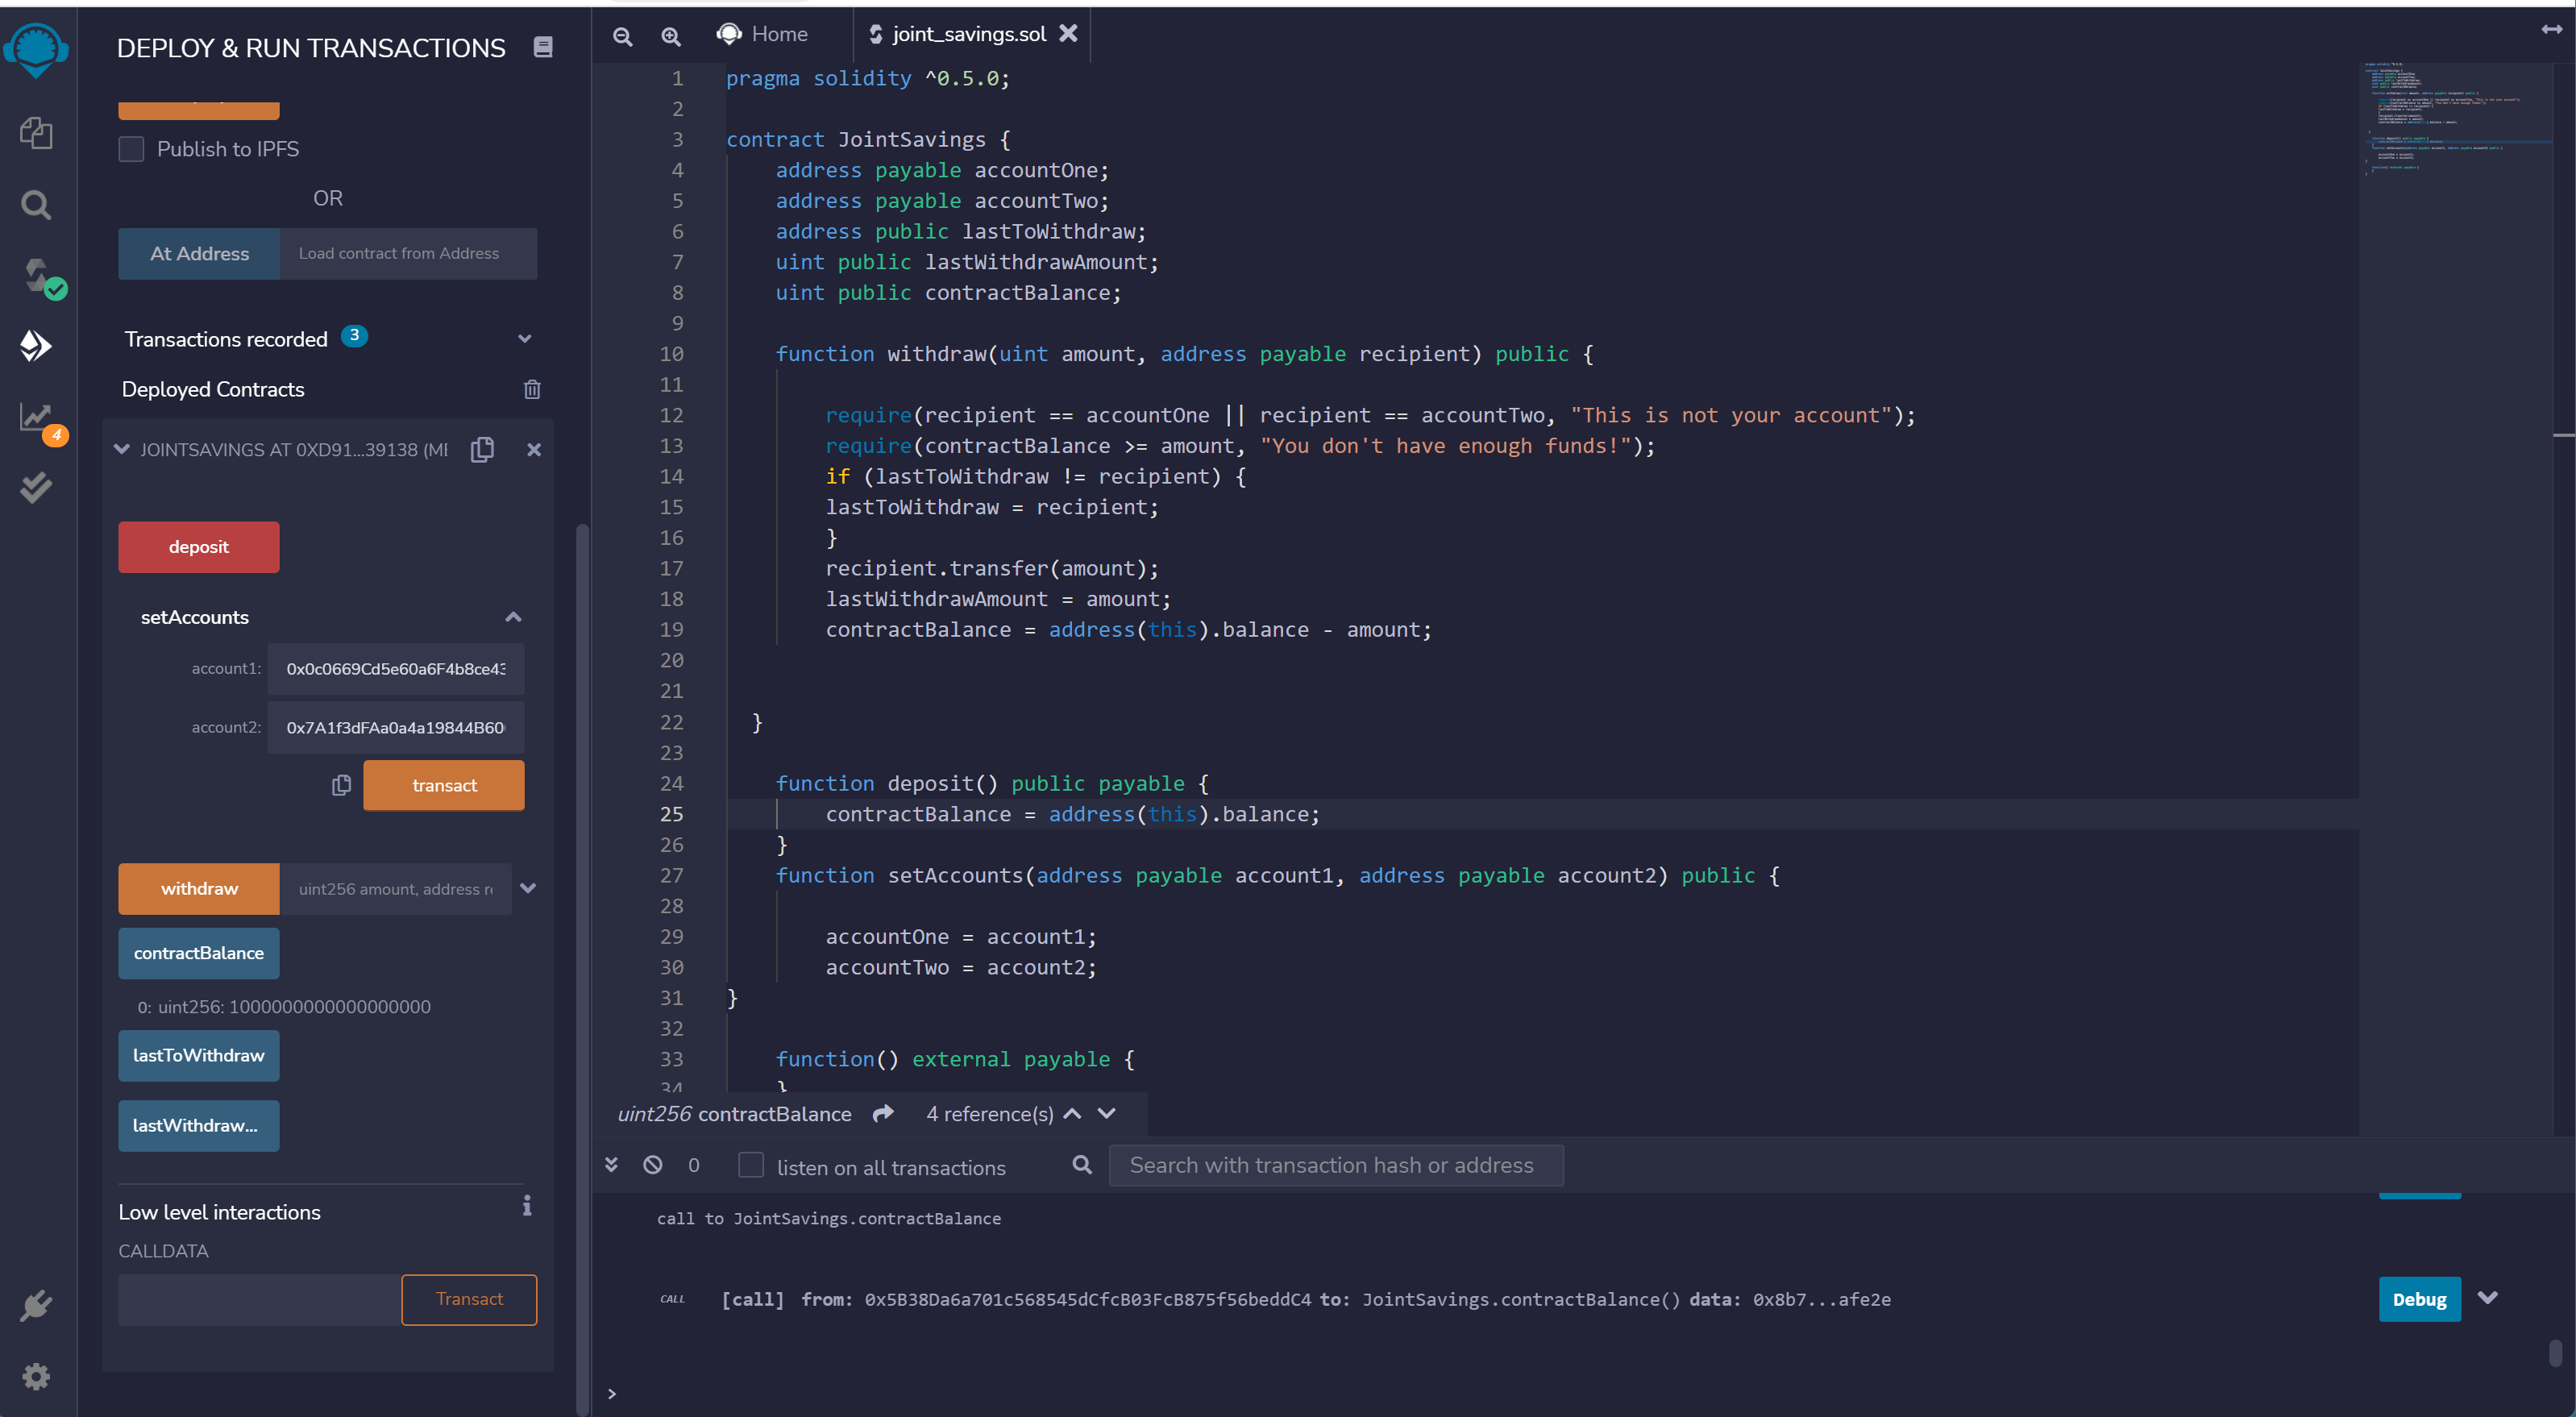 DEPLOY & RUN TRANSACTIONS
Publish to IPFS
OR
At Address
Load contract from Address
Transactions recorded 3
Deployed Contracts
4
JOINTSAVINGS AT 0XD91...39138 (ME
deposit
setAccounts
account1: 0x0c0669Cd5e60a6F4b8ce43
account2: 0x7A1f3dFAa0a4a19844B60
transact
withdraw
uint256 amount, address re
contractBalance
0: uint256: 1000000000000000000
lastToWithdraw
lastWithdraw...
Low level interactions
CALLDATA
Transact
Home
joint_savings.sol
1 pragma solidity ^0.5.0;
2
3 contract JointSavings {
4 address payable accountOne;
5 address payable accountTwo;
6 address public lastToWithdraw;
7 uint public lastWithdrawAmount;
8 uint public contractBalance;
9
10 function withdraw(uint amount, address payable recipient) public {
11
12 require(recipient == accountOne || recipient == accountTwo, "This is not your account");
13 require(contractBalance >= amount, "You don't have enough funds!");
14 if (lastToWithdraw != recipient) {
15 lastToWithdraw = recipient;
16 }
17 recipient.transfer(amount);
18 lastWithdrawAmount = amount;
19 contractBalance = address(this).balance - amount;
20
21
22 }
23
24 function deposit() public payable {
25 contractBalance = address(this).balance;
26 }
27 function setAccounts(address payable account1, address payable account2) public {
28
29 accountOne = account1;
30 accountTwo = account2;
31 }
32
33 function() external payable {
34 }
uint256 contractBalance 4 reference(s)
0
listen on all transactions
Search with transaction hash or address
call to JointSavings.contractBalance
CALL [call] from: 0x5B38Da6a701c568545dCfcB03FcB875f56beddC4 to: JointSavings.contractBalance() data: 0x8b7...afe2e
Debug
>